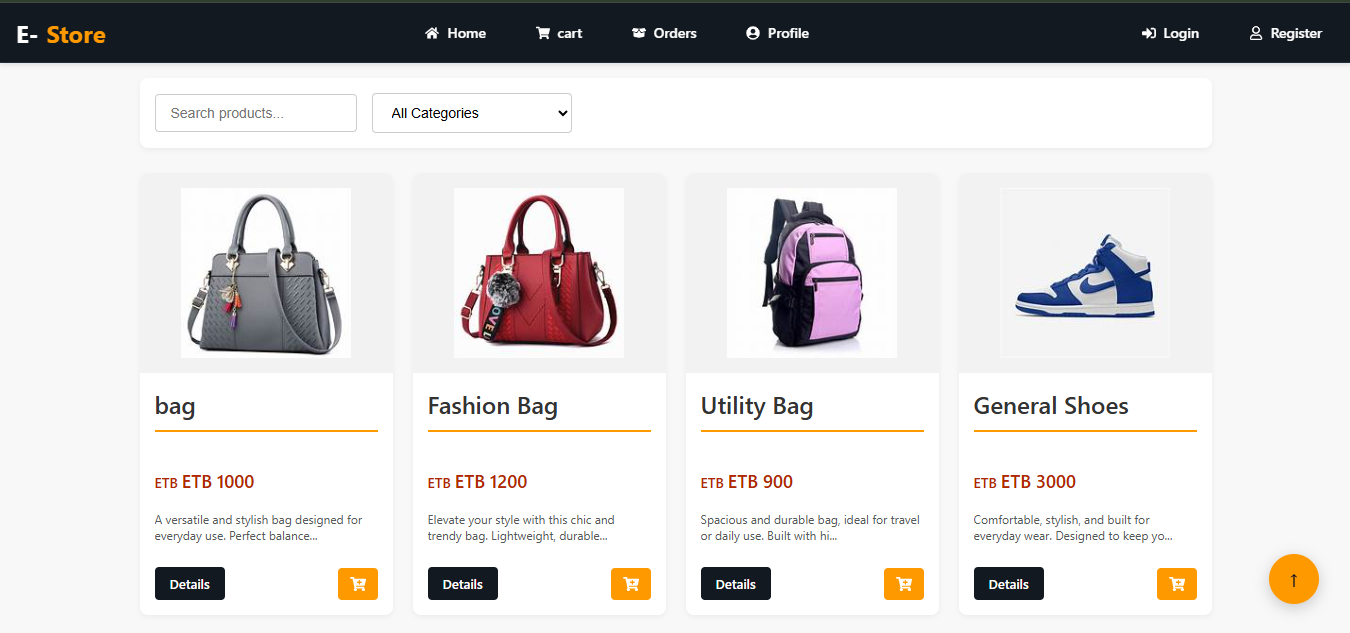 E- Store
Home
cart
Orders
Profile
Login
Register
Search products...
All Categories
bag
ETB ETB 1000
A versatile and stylish bag designed for
everyday use. Perfect balance...
Details
LOVE
Fashion Bag
ETB ETB 1200
Elevate your style with this chic and
trendy bag. Lightweight, durable...
Details
Utility Bag
ETB ETB 900
Spacious and durable bag, ideal for travel
or daily use. Built with hi...
Details
General Shoes
ETB ETB 3000
Comfortable, stylish, and built for
everyday wear. Designed to keep yo...
Details
↑